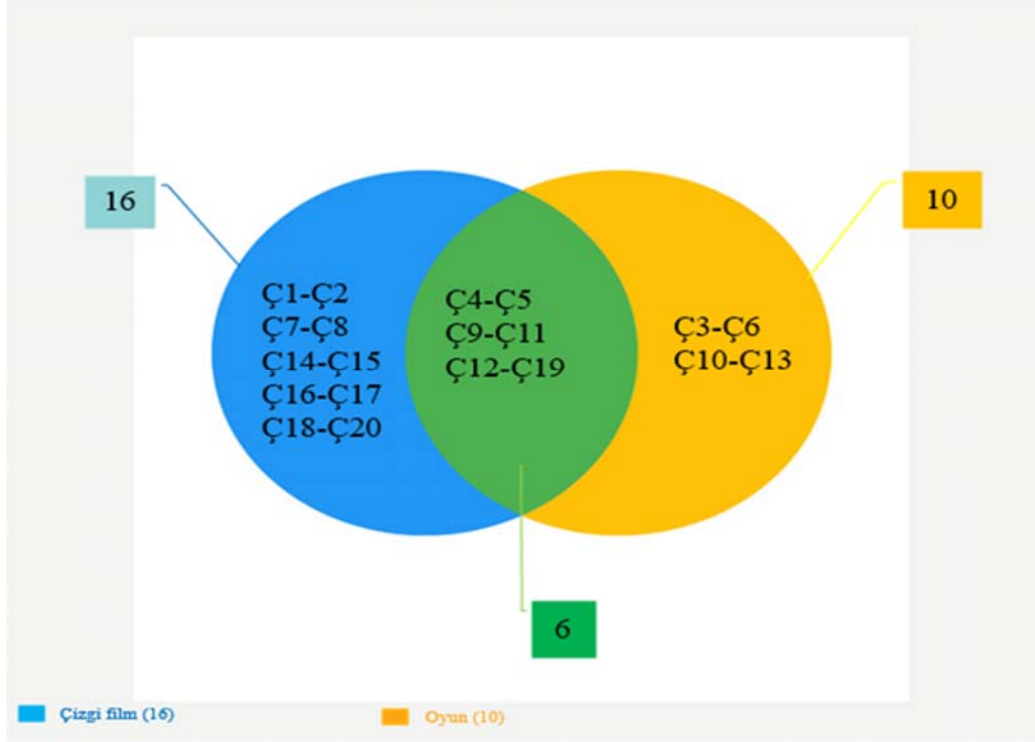 16
10
Ç1-Ç2
Ç7-Ç8
Ç14-Ç15
Ç16-Ç17
Ç18-Ç20
Ç4-Ç5
Ç9-Ç11
Ç12-Ç19
Ç3-Ç6
Ç10-Ç13
6
Çizgi film (16)
Oyun (10)